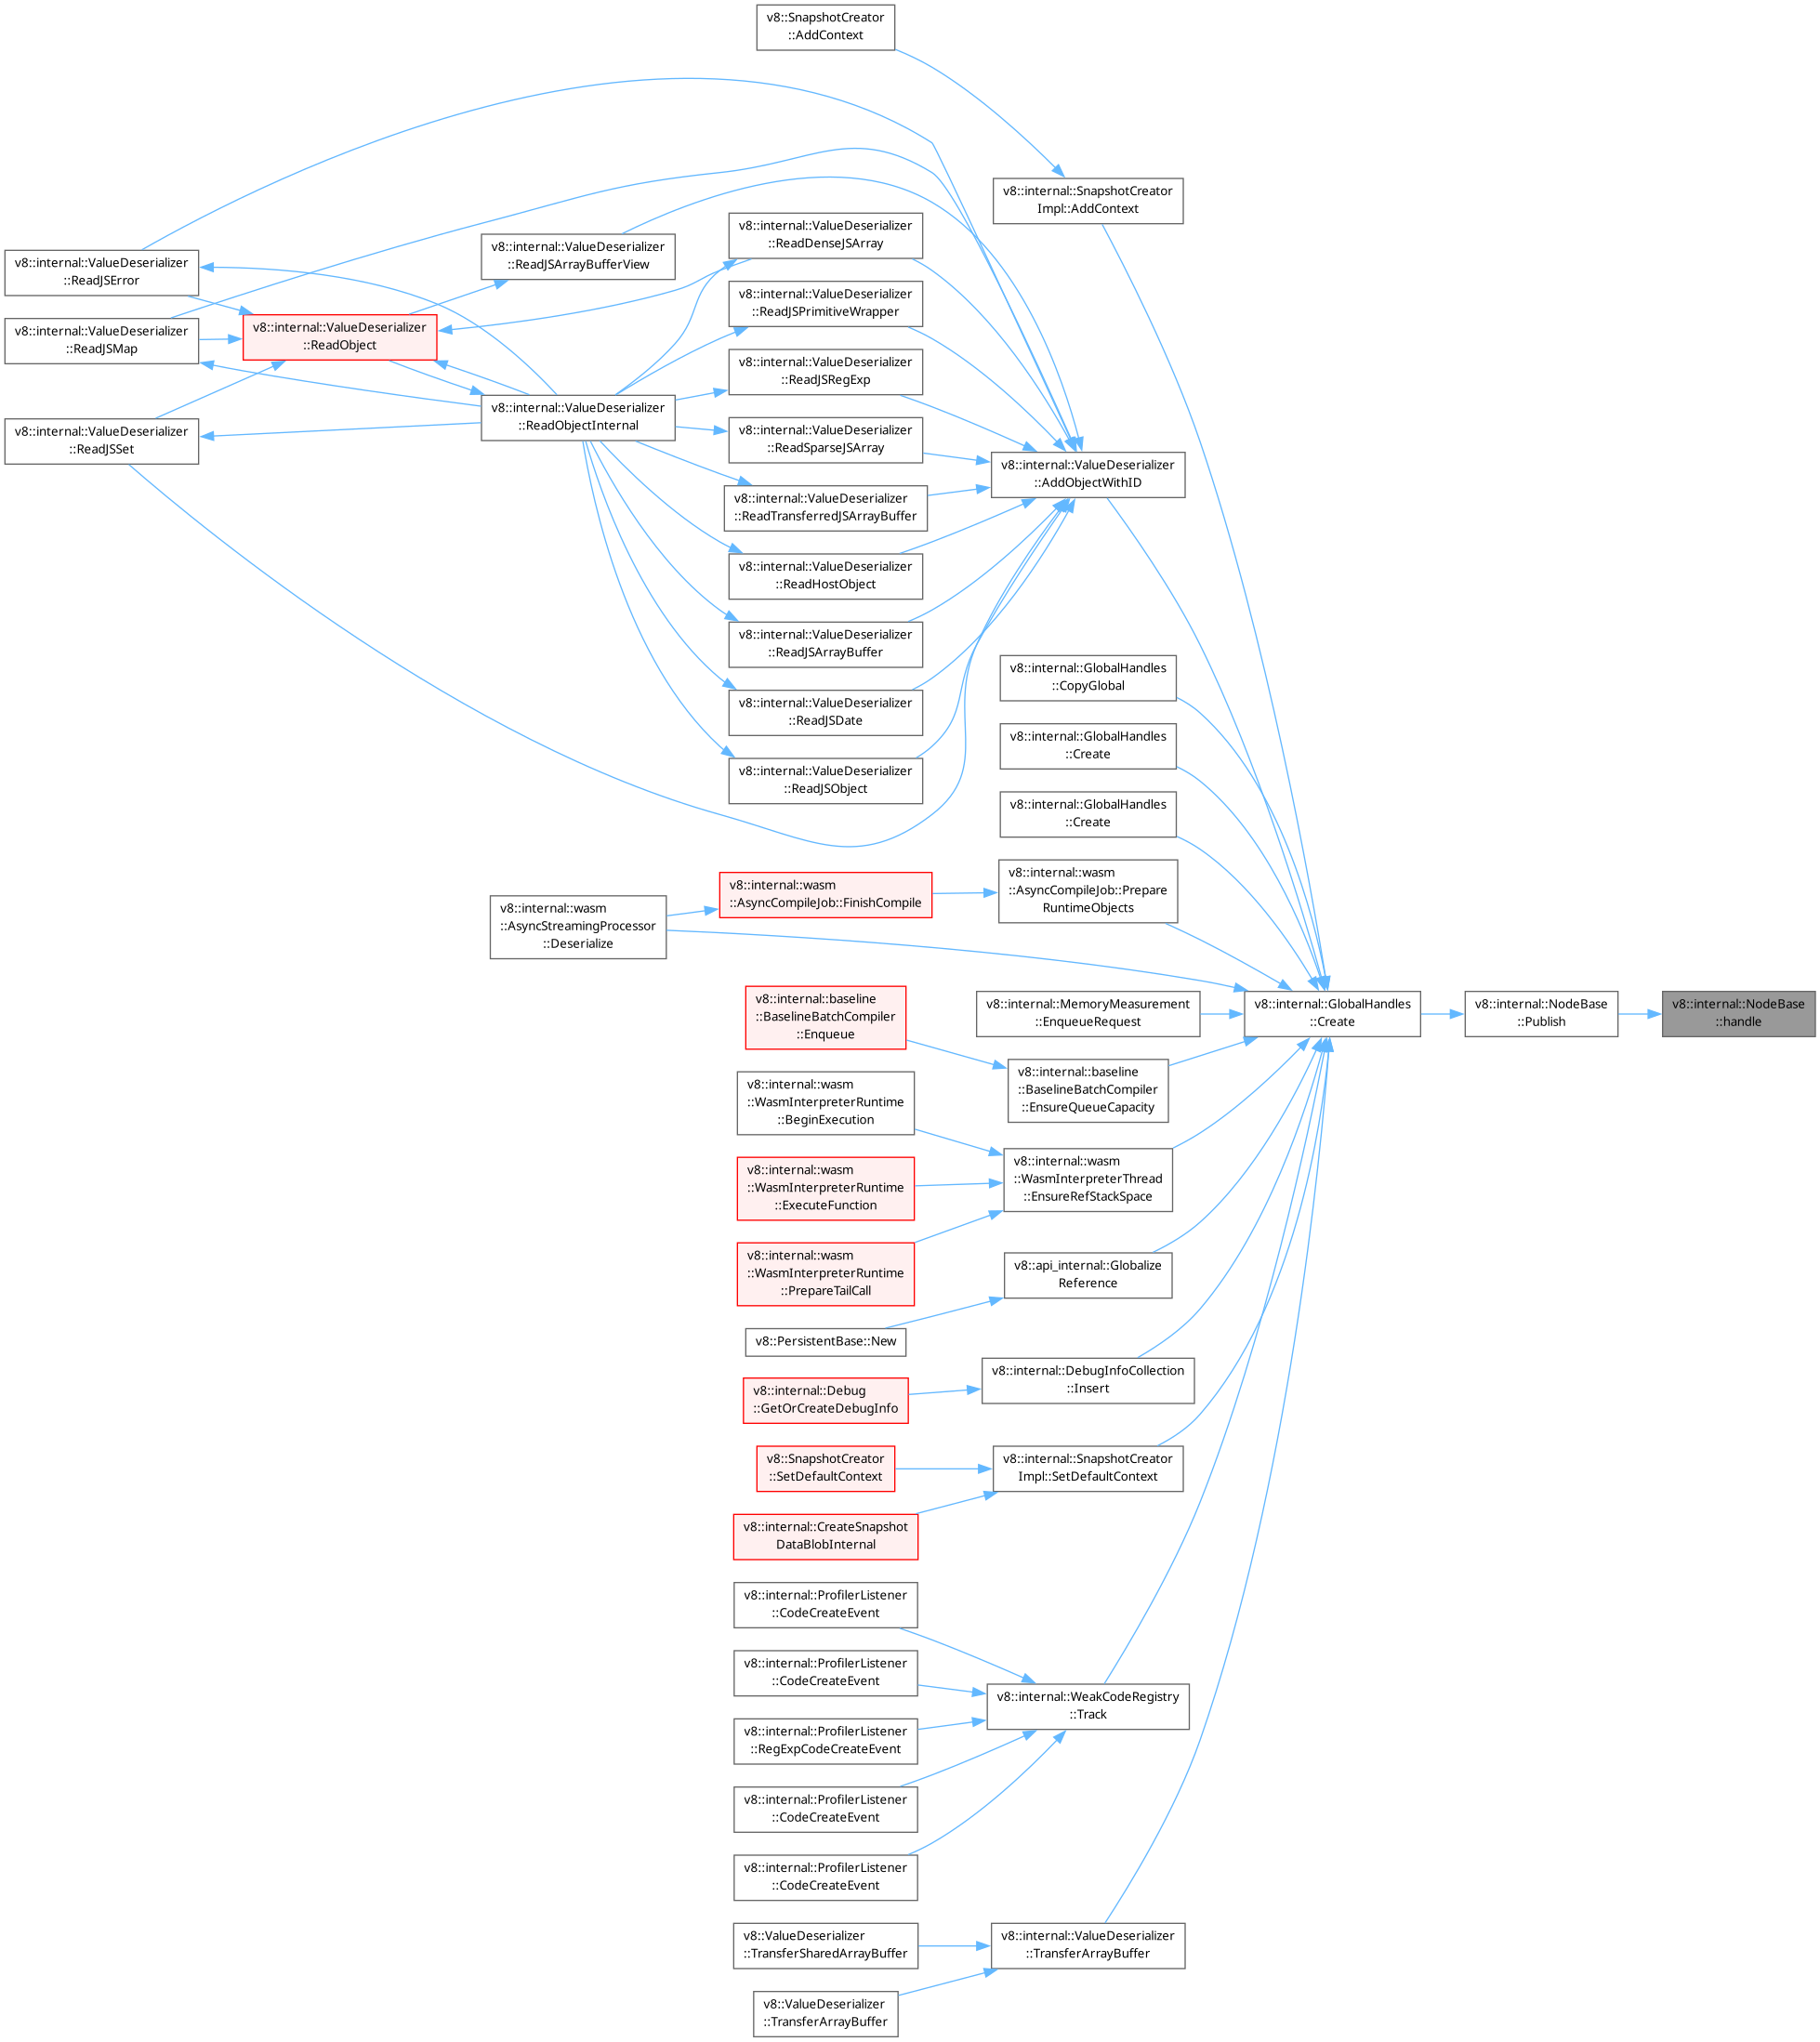 v8::SnapshotCreator
::AddContext
v8::internal::SnapshotCreator
Impl::AddContext
v8::internal::ValueDeserializer
::ReadDenseJSArray
v8::internal::ValueDeserializer
::ReadJSArrayBufferView
v8::internal::ValueDeserializer
::ReadJSError
v8::internal::ValueDeserializer
::ReadJSPrimitiveWrapper
v8::internal::ValueDeserializer
::ReadObject
v8::internal::ValueDeserializer
::ReadJSMap
v8::internal::ValueDeserializer
::ReadJSRegExp
v8::internal::ValueDeserializer
::ReadObjectInternal
v8::internal::ValueDeserializer
::ReadJSSet
v8::internal::ValueDeserializer
::ReadSparseJSArray
v8::internal::ValueDeserializer
::AddObjectWithID
v8::internal::ValueDeserializer
::ReadTransferredJSArrayBuffer
v8::internal::ValueDeserializer
::ReadHostObject
v8::internal::ValueDeserializer
::ReadJSArrayBuffer
v8::internal::GlobalHandles
::CopyGlobal
v8::internal::ValueDeserializer
::ReadJSDate
v8::internal::GlobalHandles
::Create
v8::internal::ValueDeserializer
::ReadJSObject
v8::internal::GlobalHandles
::Create
v8::internal::wasm
::AsyncCompileJob::Prepare
RuntimeObjects
v8::internal::wasm
::AsyncCompileJob::FinishCompile
v8::internal::wasm
::AsyncStreamingProcessor
::Deserialize
v8::internal::baseline
::BaselineBatchCompiler
::Enqueue
v8::internal::MemoryMeasurement
::EnqueueRequest
v8::internal::GlobalHandles
::Create
v8::internal::NodeBase
::Publish
v8::internal::NodeBase
::handle
v8::internal::baseline
::BaselineBatchCompiler
::EnsureQueueCapacity
v8::internal::wasm
::WasmInterpreterRuntime
::BeginExecution
v8::internal::wasm
::WasmInterpreterThread
::EnsureRefStackSpace
v8::internal::wasm
::WasmInterpreterRuntime
::ExecuteFunction
v8::internal::wasm
::WasmInterpreterRuntime
::PrepareTailCall
v8::api_internal::Globalize
Reference
v8::PersistentBase::New
v8::internal::DebugInfoCollection
::Insert
v8::internal::Debug
::GetOrCreateDebugInfo
v8::SnapshotCreator
::SetDefaultContext
v8::internal::SnapshotCreator
Impl::SetDefaultContext
v8::internal::CreateSnapshot
DataBlobInternal
v8::internal::ProfilerListener
::CodeCreateEvent
v8::internal::ProfilerListener
::CodeCreateEvent
v8::internal::WeakCodeRegistry
::Track
v8::internal::ProfilerListener
::RegExpCodeCreateEvent
v8::internal::ProfilerListener
::CodeCreateEvent
v8::internal::ProfilerListener
::CodeCreateEvent
v8::ValueDeserializer
::TransferSharedArrayBuffer
v8::internal::ValueDeserializer
::TransferArrayBuffer
v8::ValueDeserializer
::TransferArrayBuffer